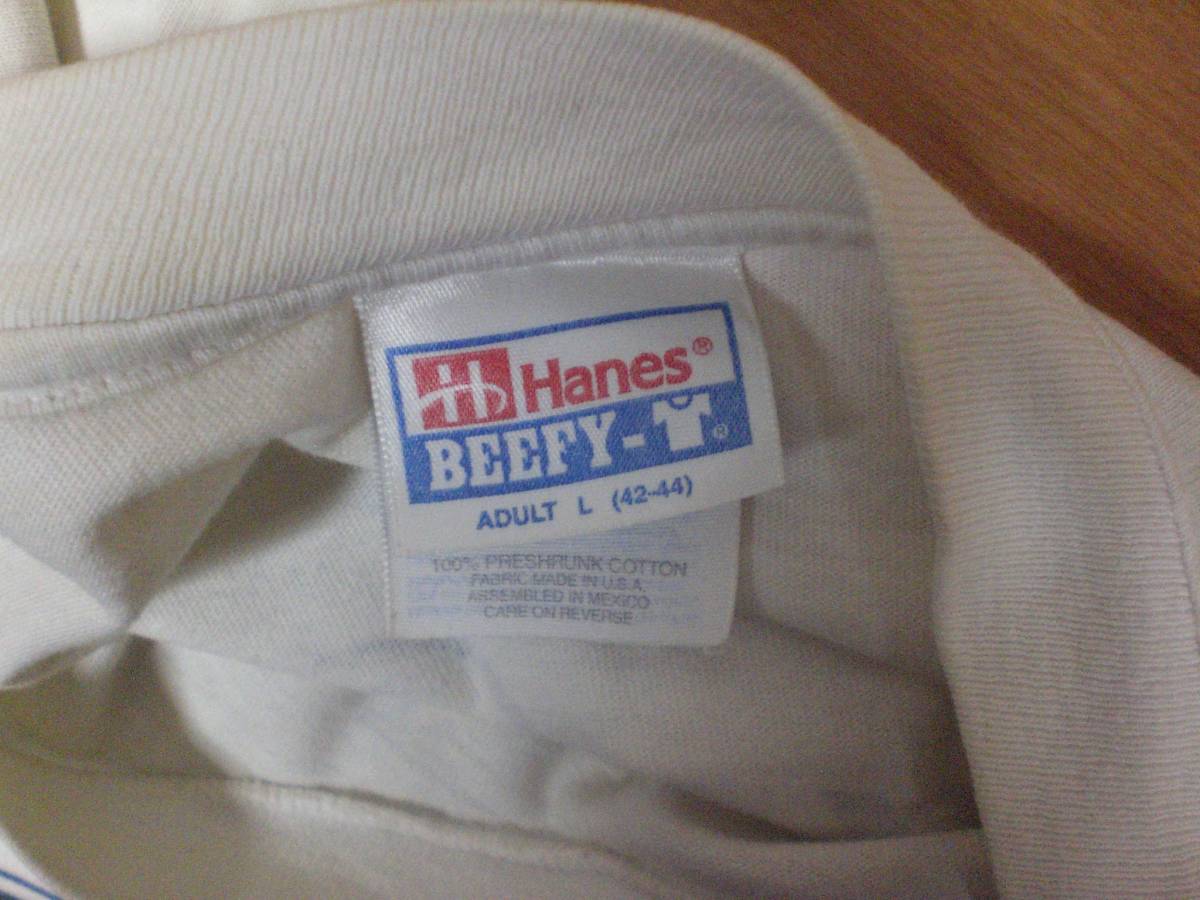 H Hanes®
BEEFY-T®
ADULT L (42-44)
100% PRESHRUNK COTTON
FABRIC MADE IN U.S.A.
ASSEMBLED IN MEXICO
CARE ON REVERSE